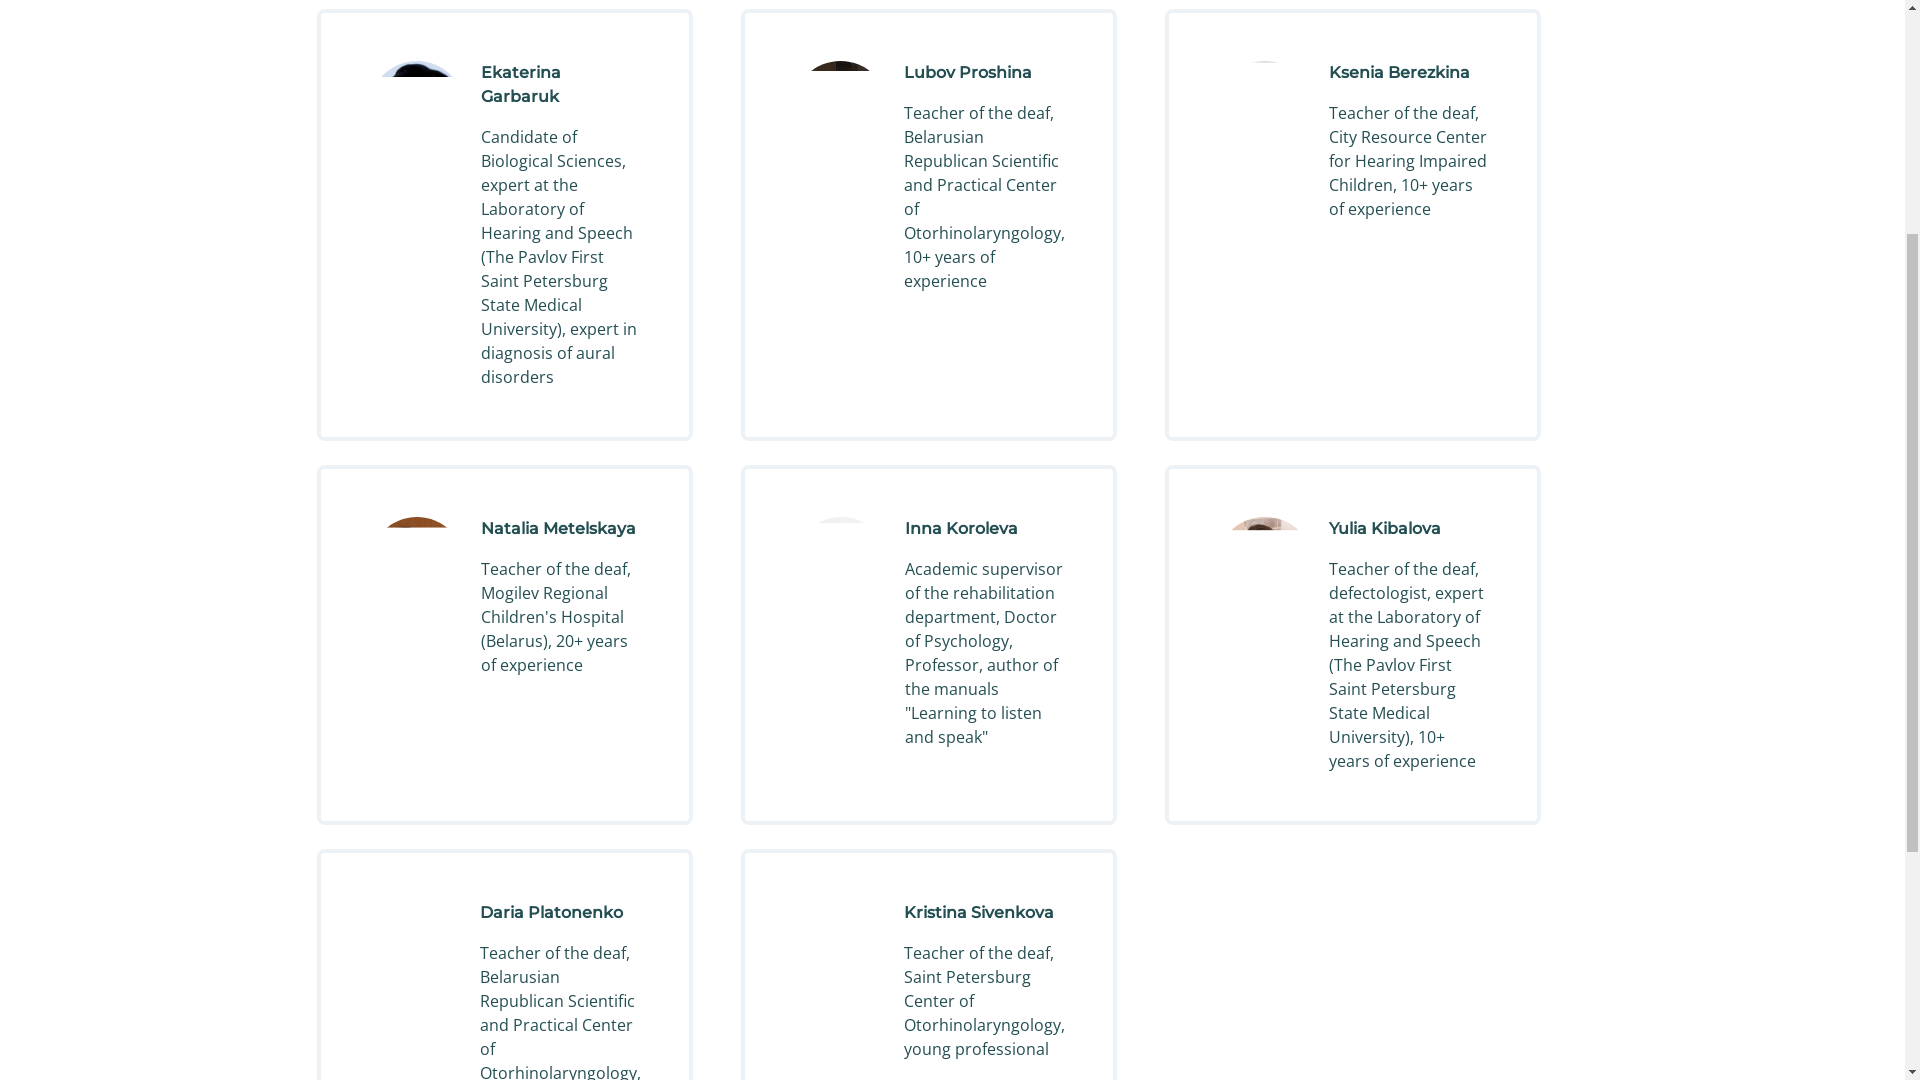 Ekaterina
Garbaruk
Candidate of
Biological Sciences,
expert at the
Laboratory of
Hearing and Speech
(The Pavlov First
Saint Petersburg
State Medical
University), expert in
diagnosis of aural
disorders
Lubov Proshina
Teacher of the deaf,
Belarusian
Republican Scientific
and Practical Center
of
Otorhinolaryngology,
10+ years of
experience
Ksenia Berezkina
Teacher of the deaf,
City Resource Center
for Hearing Impaired
Children, 10+ years
of experience
Natalia Metelskaya
Teacher of the deaf,
Mogilev Regional
Children's Hospital
(Belarus), 20+ years
of experience
Inna Koroleva
Academic supervisor
of the rehabilitation
department, Doctor
of Psychology,
Professor, author of
the manuals
"Learning to listen
and speak"
Yulia Kibalova
Teacher of the deaf,
defectologist, expert
at the Laboratory of
Hearing and Speech
(The Pavlov First
Saint Petersburg
State Medical
University), 10+
years of experience
Daria Platonenko
Teacher of the deaf,
Belarusian
Republican Scientific
and Practical Center
of
Otorhinolaryngology,
Kristina Sivenkova
Teacher of the deaf,
Saint Petersburg
Center of
Otorhinolaryngology,
young professional